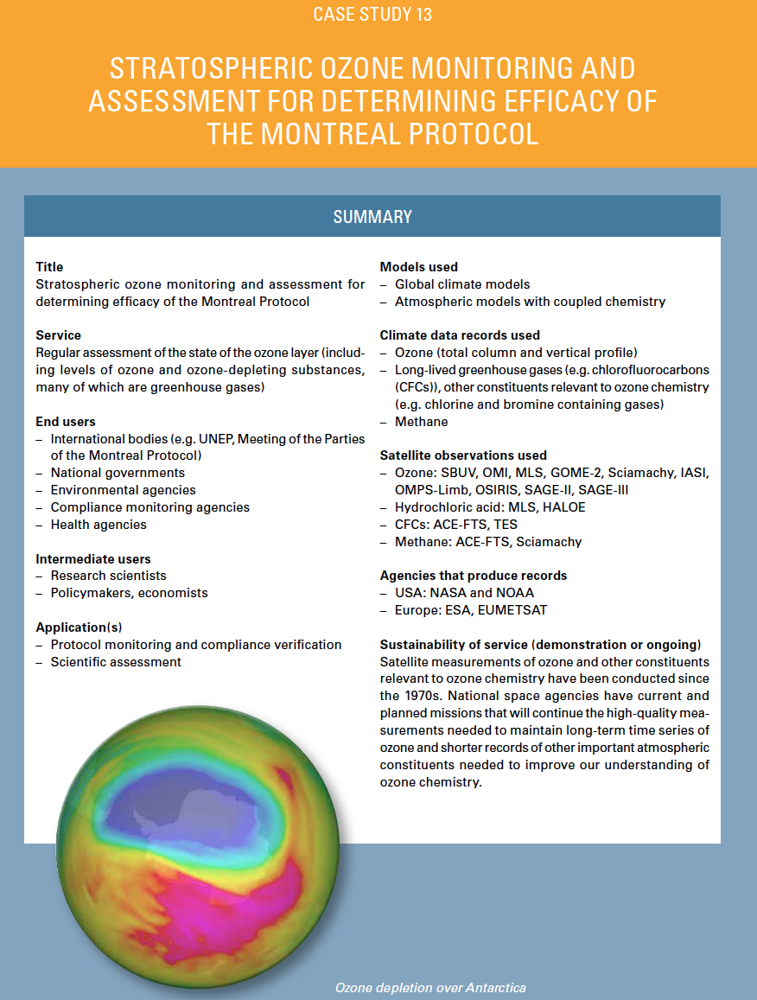 CASE STUDY 13
STRATOSPHERIC OZONE MONITORING AND
ASSESSMENT FOR DETERMINING EFFICACY OF
THE MONTREAL PROTOCOL
SUMMARY
Title
Stratospheric ozone monitoring and assessment for
determining efficacy of the Montreal Protocol
Service
Regular assessment of the state of the ozone layer (includ-
ing levels of ozone and ozone-depleting substances,
many of which are greenhouse gases)
End users
– International bodies (e.g. UNEP, Meeting of the Parties
of the Montreal Protocol)
– National governments
– Environmental agencies
– Compliance monitoring agencies
– Health agencies
Intermediate users
– Research scientists
– Policymakers, economists
Application(s)
– Protocol monitoring and compliance verification
– Scientific assessment
Models used
– Global climate models
– Atmospheric models with coupled chemistry
Climate data records used
– Ozone (total column and vertical profile)
– Long-lived greenhouse gases (e.g. chlorofluorocarbons
(CFCs)), other constituents relevant to ozone chemistry
(e.g. chlorine and bromine containing gases)
– Methane
Satellite observations used
– Ozone: SBUV, OMI, MLS, GOME-2, Sciamachy, IASI,
OMPS-Limb, OSIRIS, SAGE-II, SAGE-III
– Hydrochloric acid: MLS, HALOE
– CFCs: ACE-FTS, TES
– Methane: ACE-FTS, Sciamachy
Agencies that produce records
– USA: NASA and NOAA
– Europe: ESA, EUMETSAT
Sustainability of service (demonstration or ongoing)
Satellite measurements of ozone and other constituents
relevant to ozone chemistry have been conducted since
the 1970s. National space agencies have current and
planned missions that will continue the high-quality mea-
surements needed to maintain long-term time series of
ozone and shorter records of other important atmospheric
constituents needed to improve our understanding of
ozone chemistry.
Ozone depletion over Antarctica